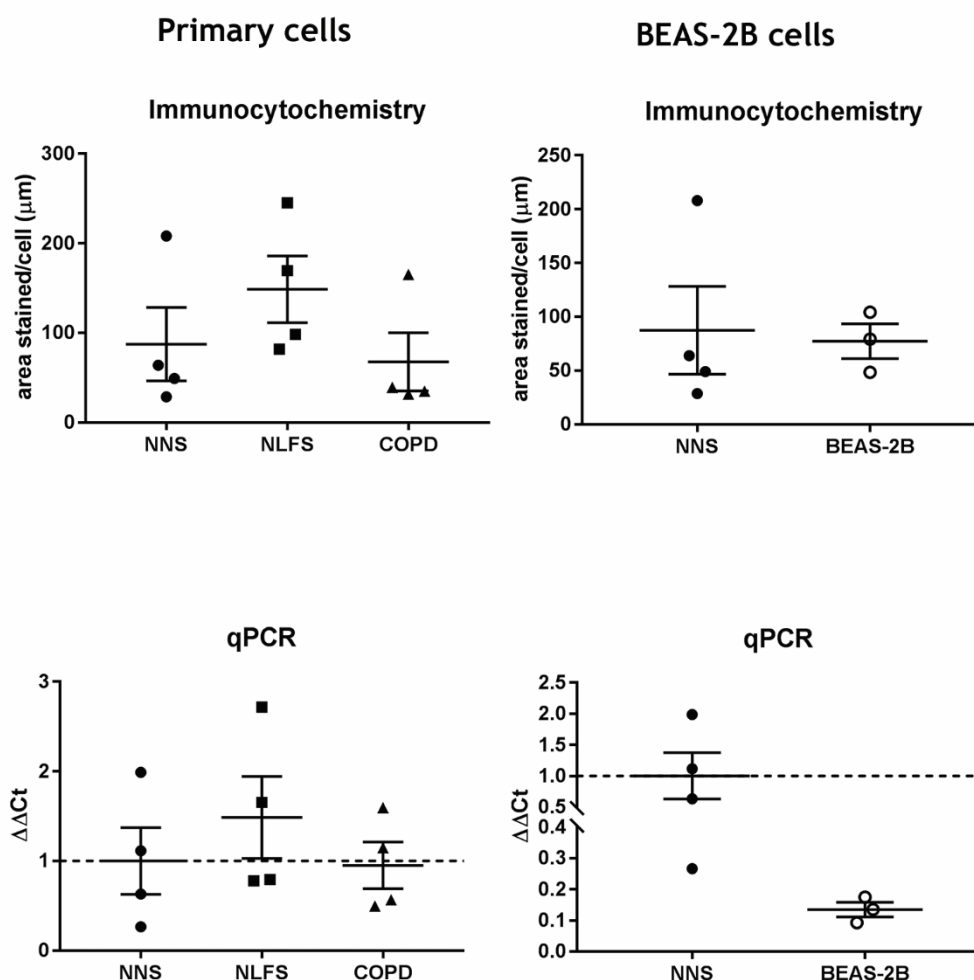 Primary cells
BEAS-2B cells
Immunocytochemistry
area stained/cell (μm)
300
200
100
0
NNS NLFS COPD
Immunocytochemistry
area stained/cell (μm)
250
200
150
100
50
0
NNS BEAS-2B
qPCR
ΔΔCt
3
2
1
0
NNS NLFS COPD
qPCR
ΔΔCt
2.5
2.0
1.5
1.0
0.5
0.4
0.3
0.2
0.1
0.0
NNS BEAS-2B